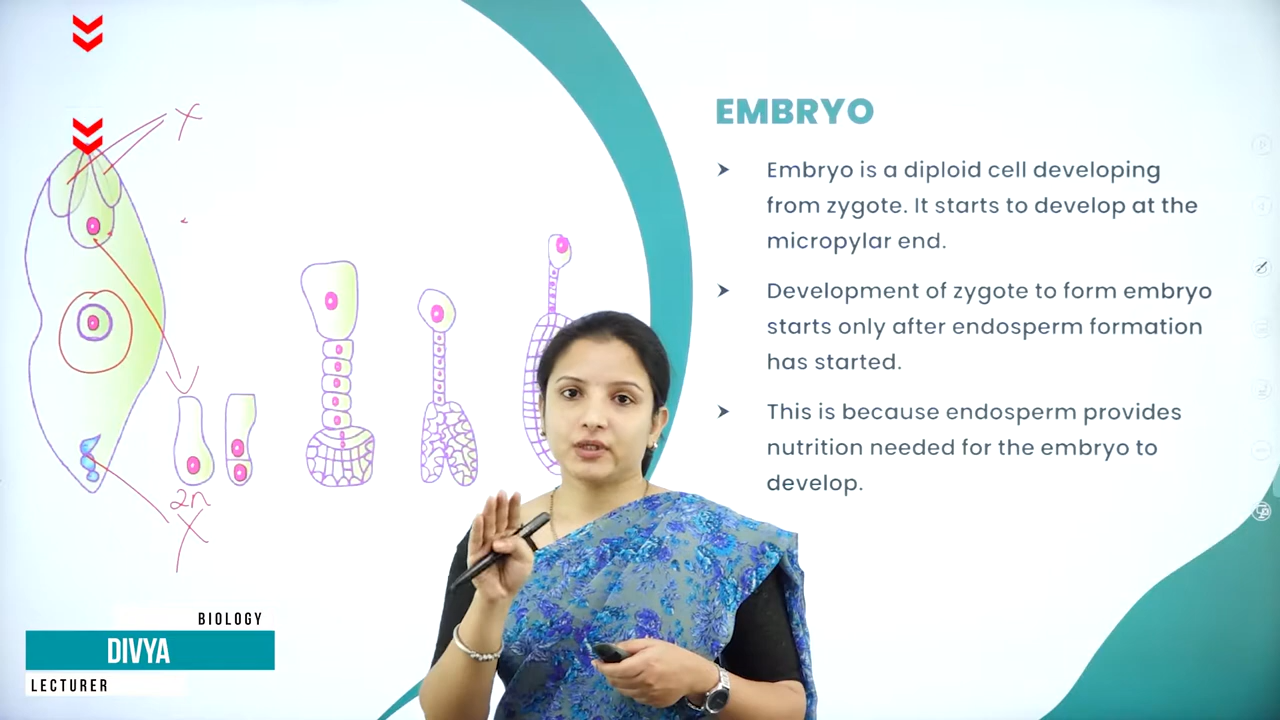 EMBRYO
➤ Embryo is a diploid cell developing
from zygote. It starts to develop at the
micropylar end.
➤ Development of zygote to form embryo
starts only after endosperm formation
has started.
➤ This is because endosperm provides
nutrition needed for the embryo to
develop.
X
2n
X
BIOLOGY
DIVYA
LECTURER